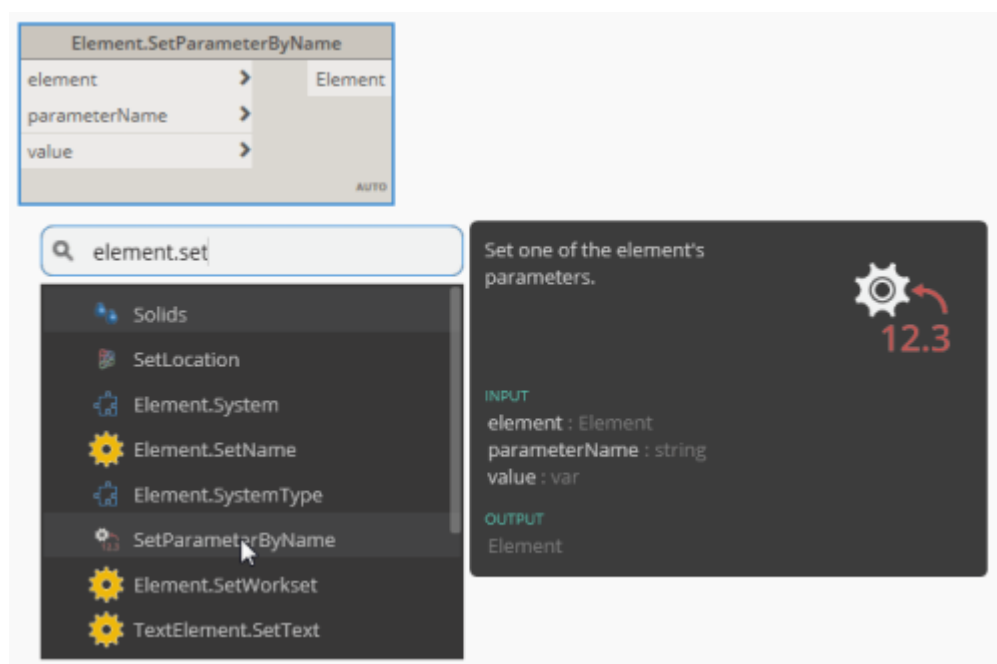 Element.SetParameterByName
element
Element
parameterName
value
AUTO
element.set
Solids
SetLocation
Element.System
Element.SetName
Element.SystemType
SetParameterByName
Element.SetWorkset
TextElement.SetText
Set one of the element's
parameters.
12.3
INPUT
element : Element
parameterName : string
value : var
OUTPUT
Element